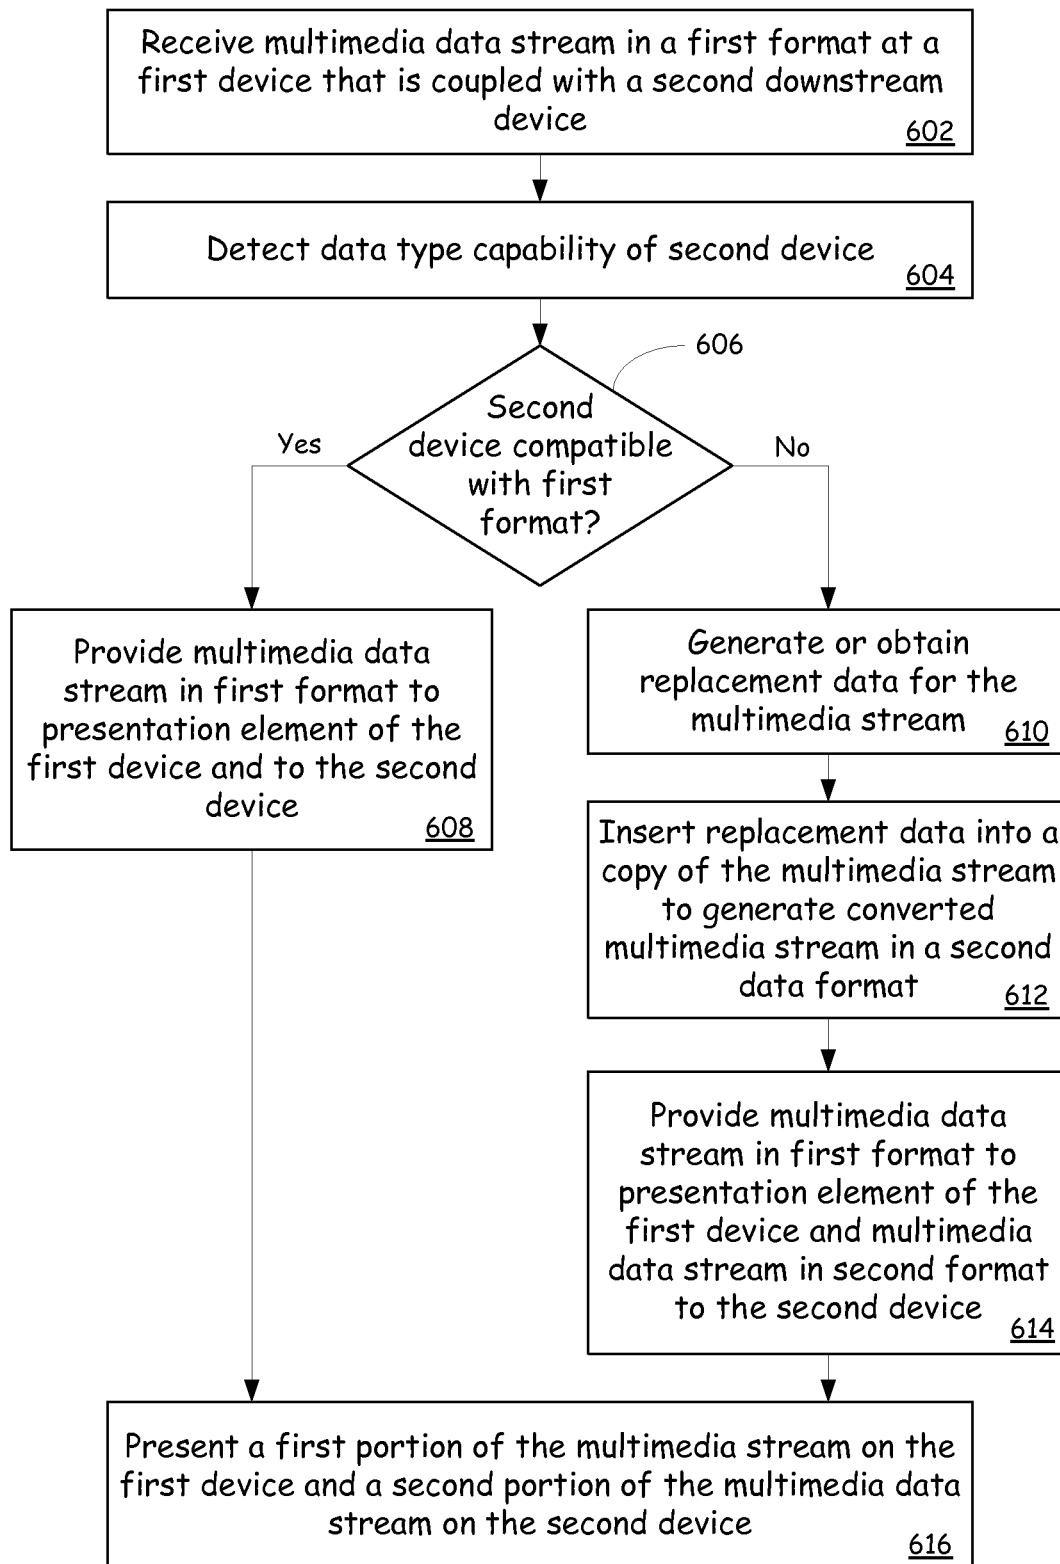 Receive multimedia data stream in a first format at a
first device that is coupled with a second downstream
device
602
Detect data type capability of second device
604
606
Second
device compatible
with first
format?
Yes
No
Provide multimedia data
stream in first format to
presentation element of the
first device and to the second
device
608
Generate or obtain
replacement data for the
multimedia stream
610
Insert replacement data into a
copy of the multimedia stream
to generate converted
multimedia stream in a second
data format
612
Provide multimedia data
stream in first format to
presentation element of the
first device and multimedia
data stream in second format
to the second device
614
Present a first portion of the multimedia stream on the
first device and a second portion of the multimedia data
stream on the second device
616